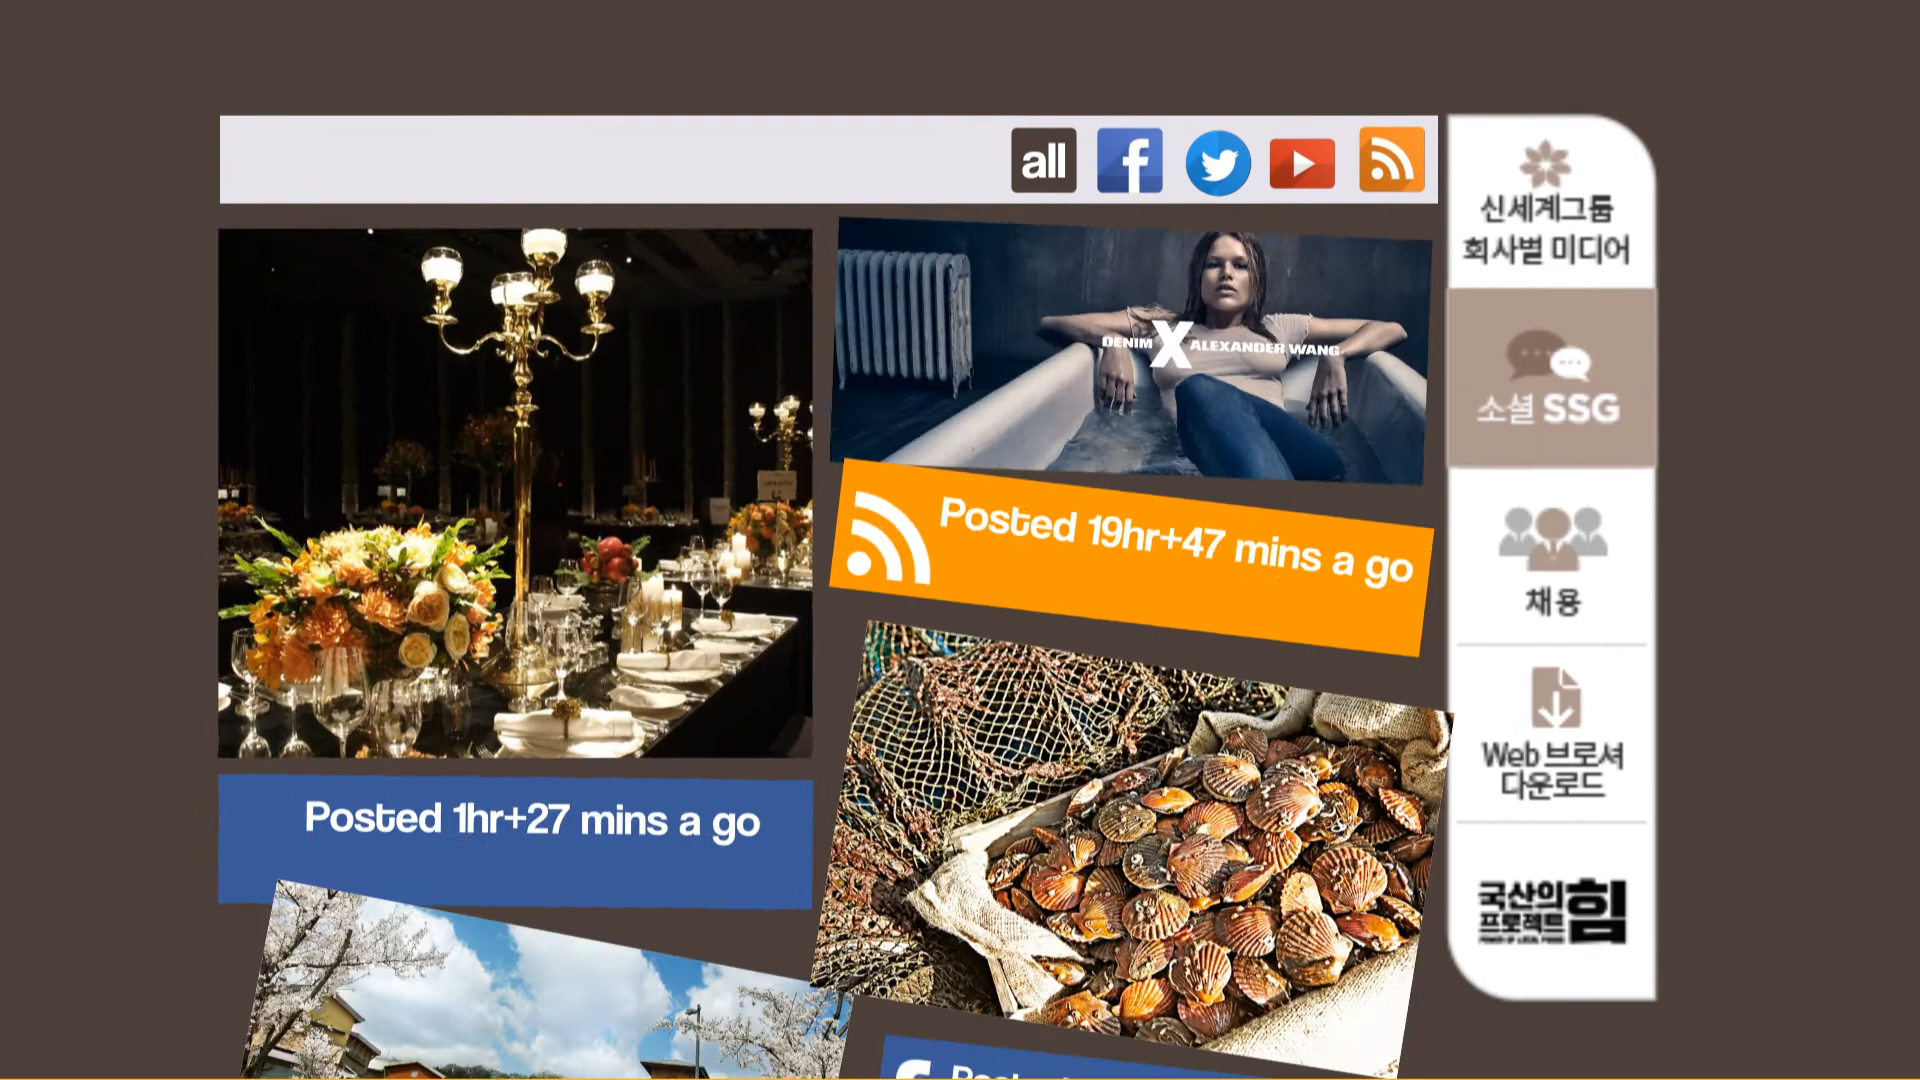 all
신세계그룹
회사별 미디어
DENIM X ALEXANDER WANG
소셜 SSG
Posted 19hr+47 mins a go
채용
Web 브로셔
다운로드
Posted 1hr+27 mins a go
국산의 힘
프로젝트